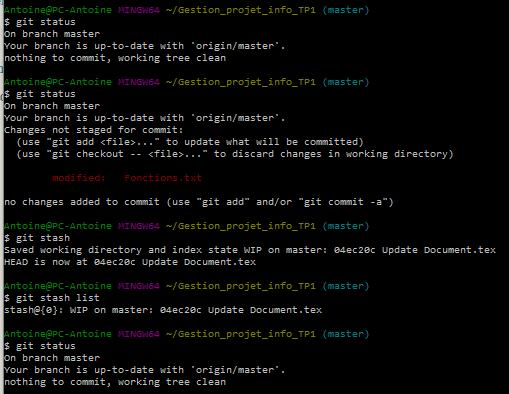 Antoine@PC-Antoine MINGW64 ~/Gestion_projet_info_TP1 (master)
$ git status
On branch master
Your branch is up-to-date with 'origin/master'.
nothing to commit, working tree clean
Antoine@PC-Antoine MINGW64 ~/Gestion_projet_info_TP1 (master)
$ git status
On branch master
Your branch is up-to-date with 'origin/master'.
Changes not staged for commit:
  (use "git add <file>..." to update what will be committed)
  (use "git checkout -- <file>..." to discard changes in working directory)
        modified:   Fonctions.txt
no changes added to commit (use "git add" and/or "git commit -a")
Antoine@PC-Antoine MINGW64 ~/Gestion_projet_info_TP1 (master)
$ git stash
Saved working directory and index state WIP on master: 04ec20c Update Document.tex
HEAD is now at 04ec20c Update Document.tex
Antoine@PC-Antoine MINGW64 ~/Gestion_projet_info_TP1 (master)
$ git stash list
stash@{0}: WIP on master: 04ec20c Update Document.tex
Antoine@PC-Antoine MINGW64 ~/Gestion_projet_info_TP1 (master)
$ git status
On branch master
Your branch is up-to-date with 'origin/master'.
nothing to commit, working tree clean